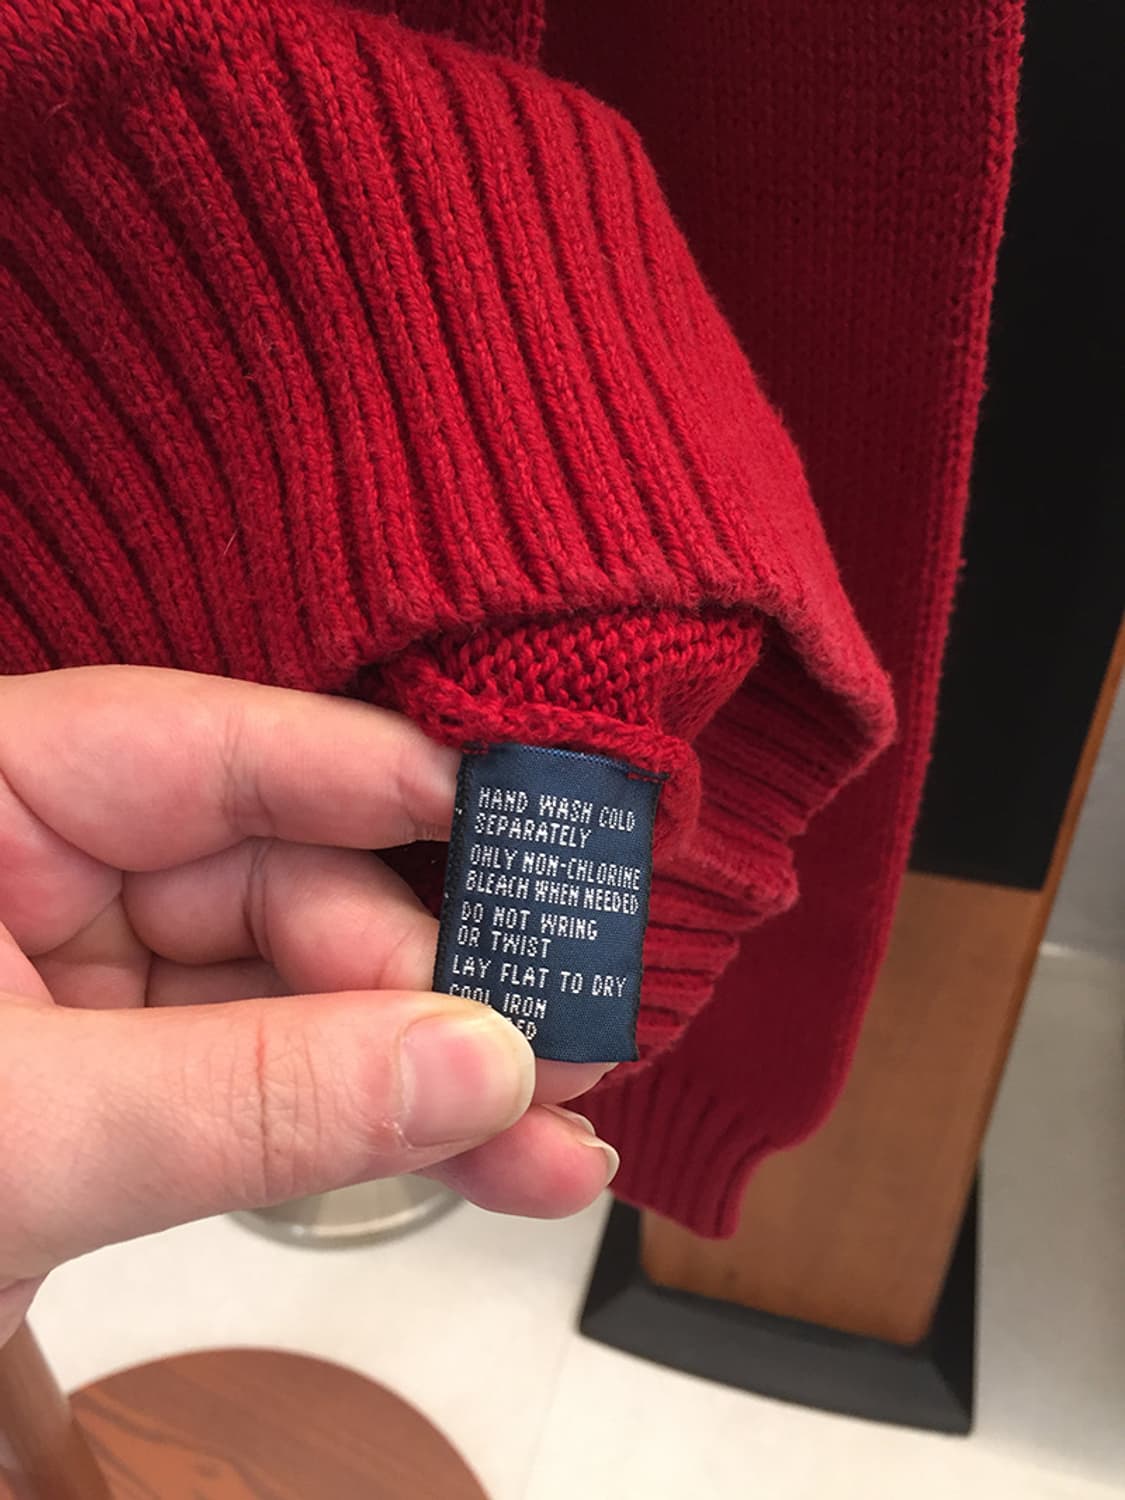 HAND WASH COLD
SEPARATELY
ONLY NON-CHLORINE
BLEACH WHEN NEEDED
DO NOT WRING
OR TWIST
LAY FLAT TO DRY
COOL IRON